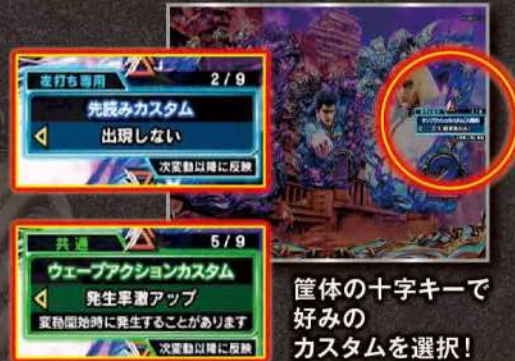 左打ち専用 2/9
先読みカスタム
出現しない
次変動以降に反映
共通 5/9
ウェーブアクションカスタム
発生率激アップ
変動開始時に発生することがあります
次変動以降に反映
筐体の十字キーで
好みの
カスタムを選択!